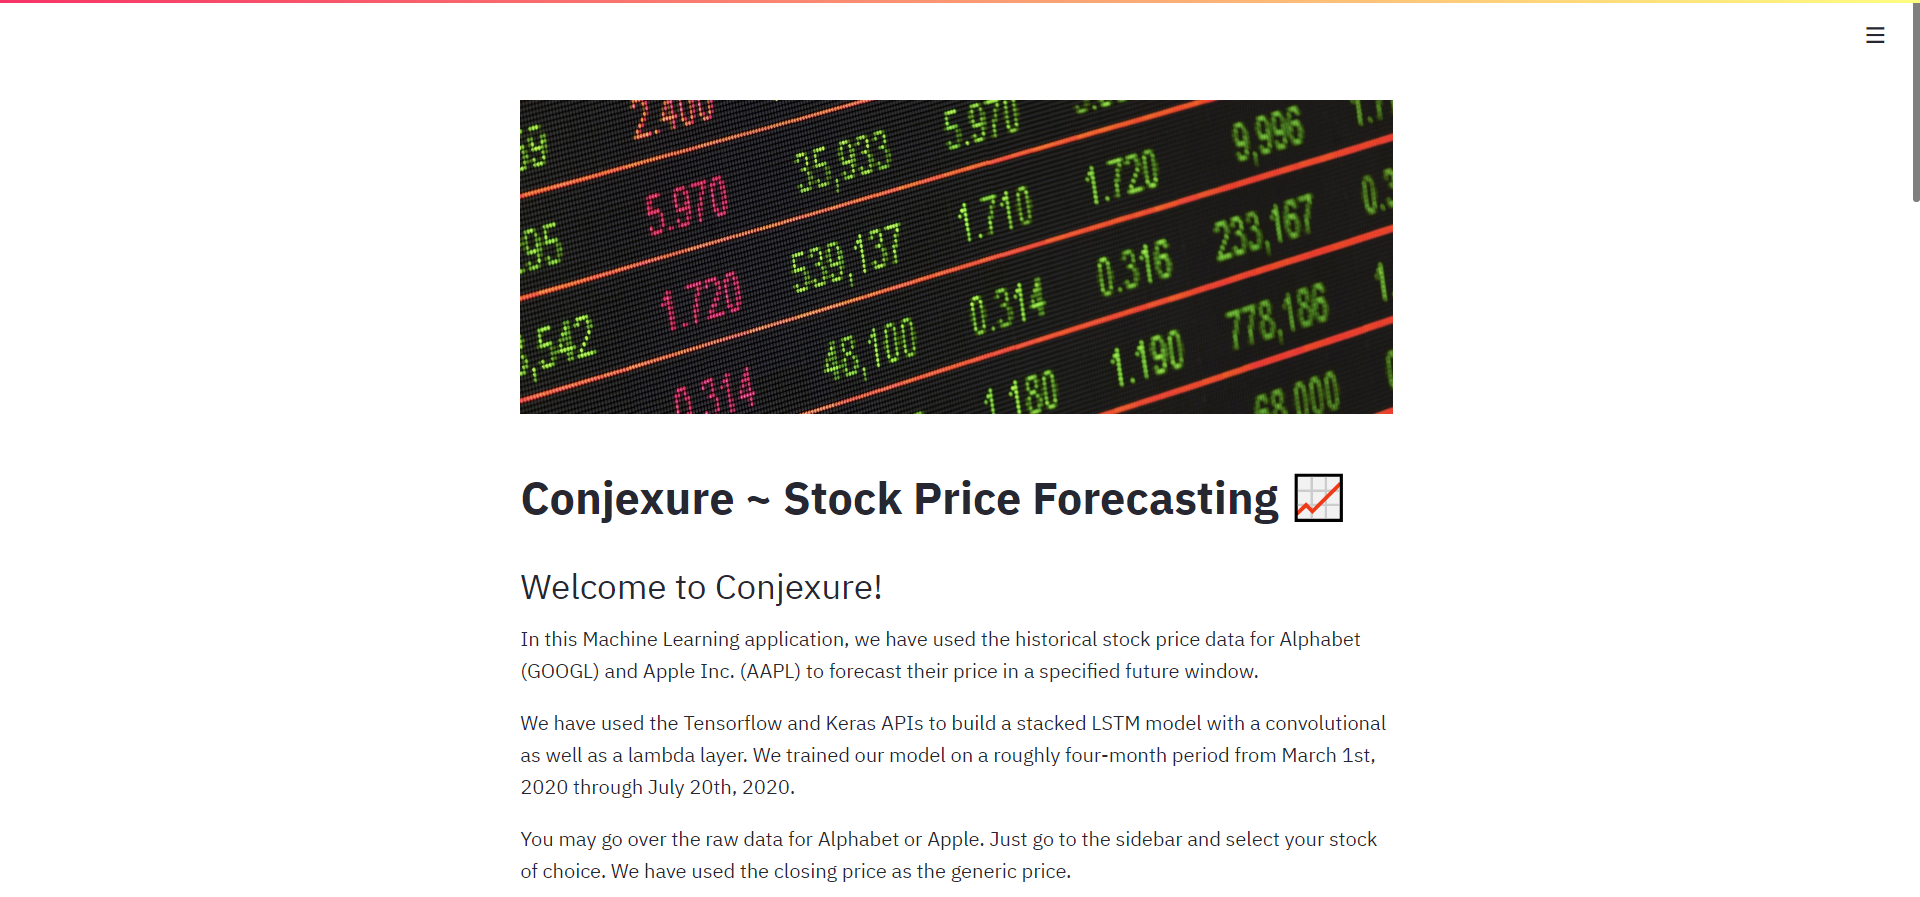 2.400 5.970 9,996
35,933 1.720
5.970 1.710 233,167
539,137 0.316
1.720 0.314 778,186
48,100 1.190
0.314 1.180 68,000
Conjexure ~ Stock Price Forecasting
Welcome to Conjexure!
In this Machine Learning application, we have used the historical stock price data for Alphabet
(GOOGL) and Apple Inc. (AAPL) to forecast their price in a specified future window.
We have used the Tensorflow and Keras APIs to build a stacked LSTM model with a convolutional
as well as a lambda layer. We trained our model on a roughly four-month period from March 1st,
2020 through July 20th, 2020.
You may go over the raw data for Alphabet or Apple. Just go to the sidebar and select your stock
of choice. We have used the closing price as the generic price.